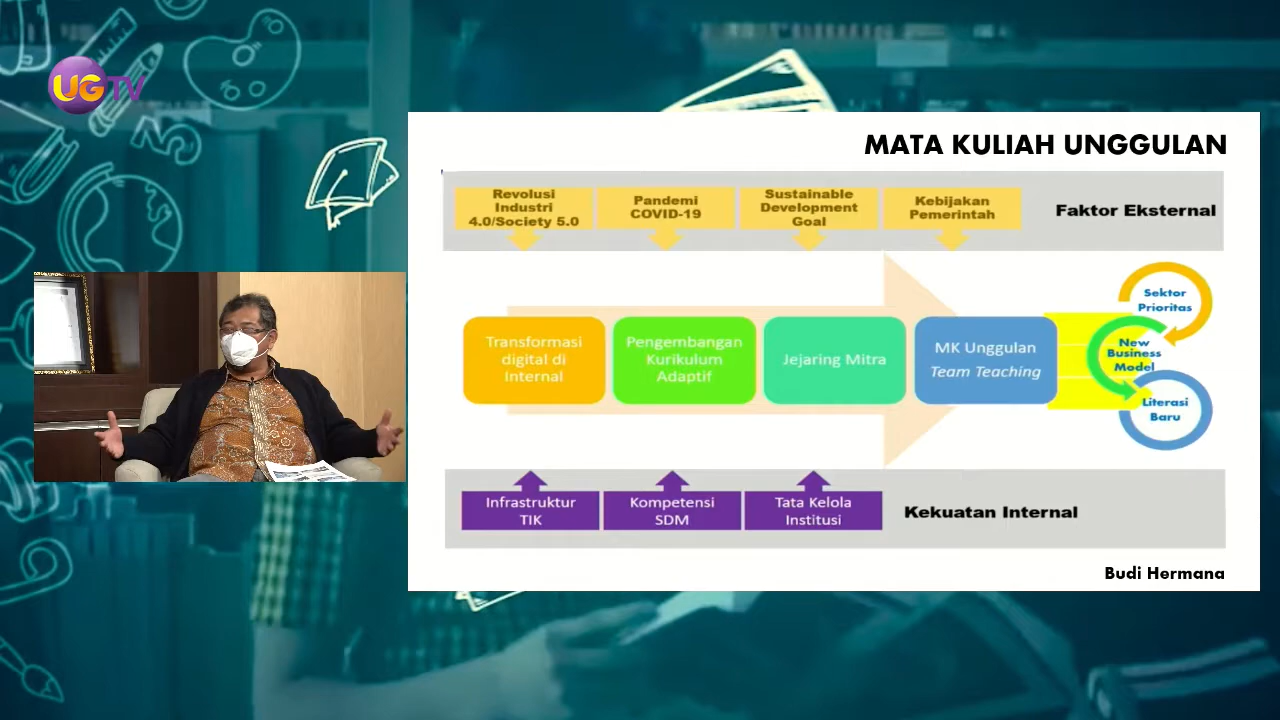 UGTV
MATA KULIAH UNGGULAN
Revolusi
Industri
4.0/Society 5.0
Pandemi
COVID-19
Sustainable
Development
Goal
Kebijakan
Pemerintah
Faktor Eksternal
Transformasi
digital di
Internal
Pengembangan
Kurikulum
Adaptif
Jejaring Mitra
MK Unggulan
Team Teaching
Sektor
Prioritas
New
Business
Model
Literasi
Baru
Infrastruktur
TIK
Kompetensi
SDM
Tata Kelola
Institusi
Kekuatan Internal
Budi Hermana